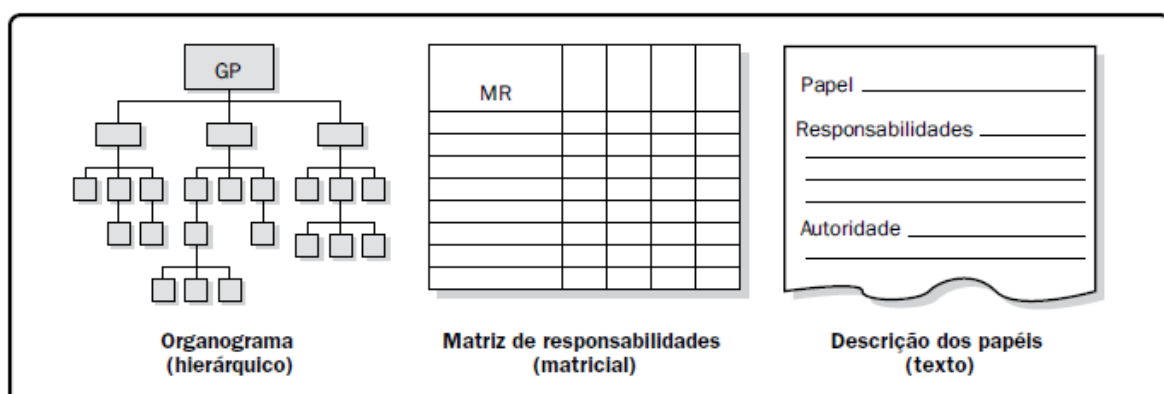 GP
MR
Papel
Responsabilidades
Autoridade
Organograma
(hierárquico)
Matriz de responsabilidades
(matricial)
Descrição dos papéis
(texto)